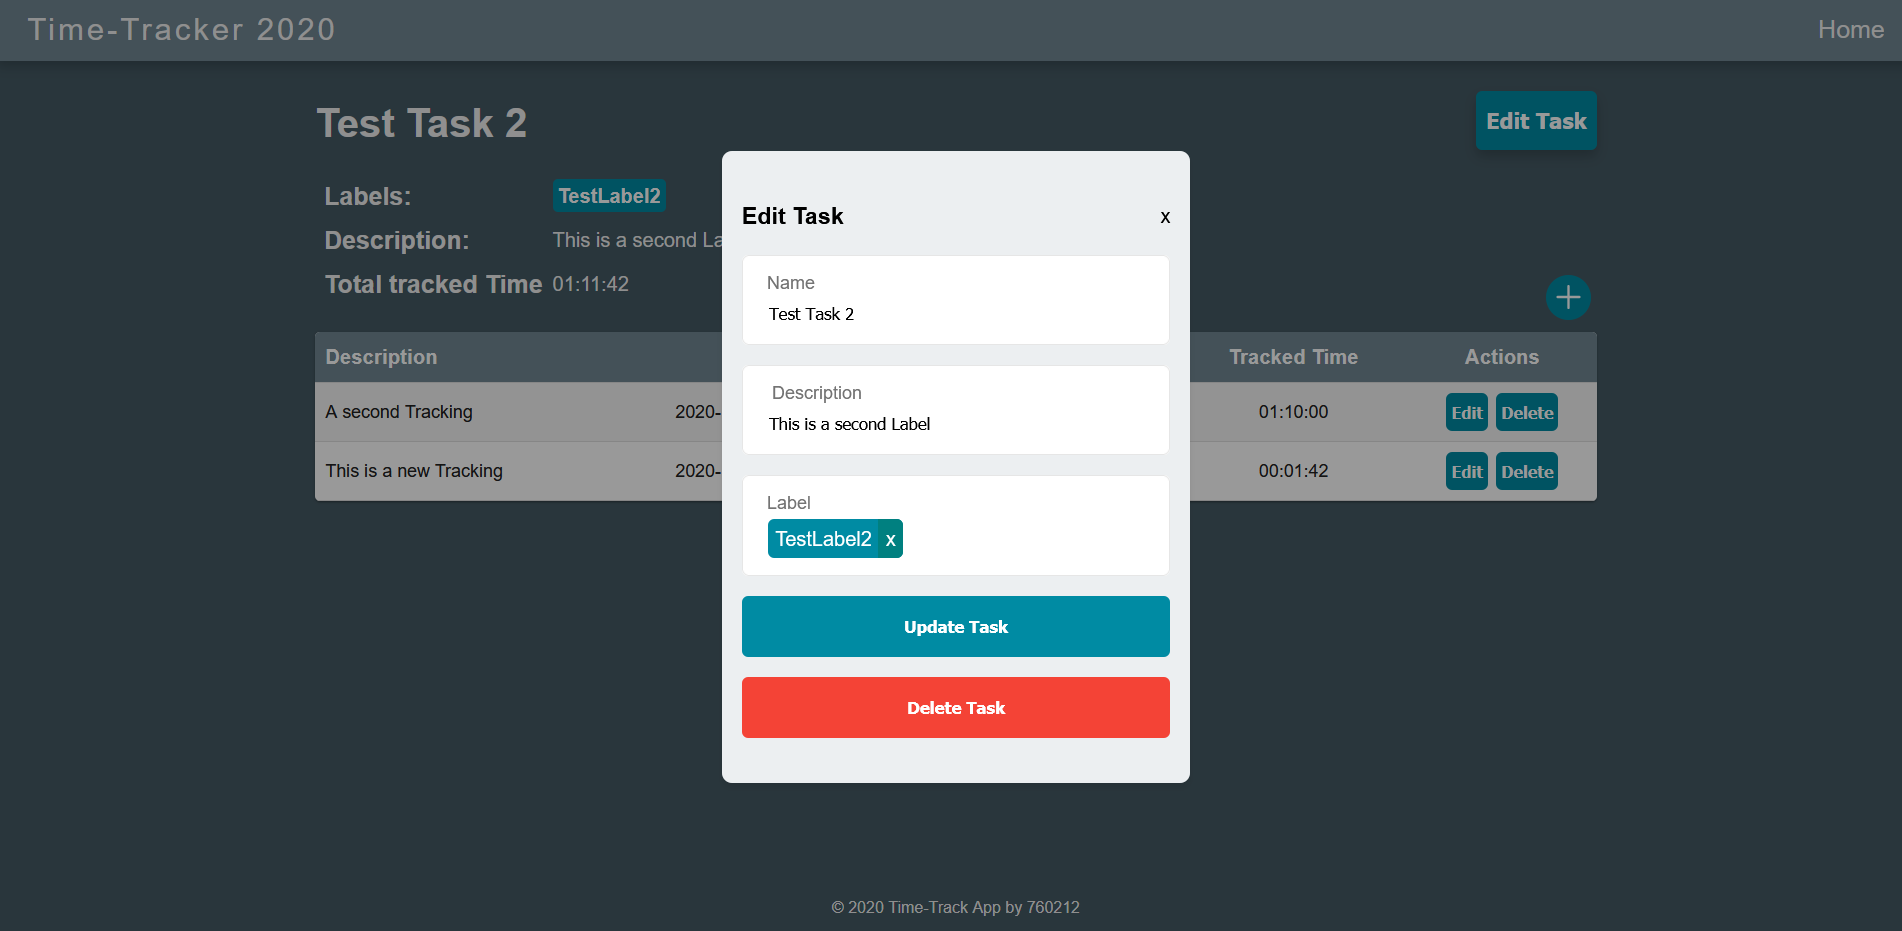 Time-Tracker 2020 Home
Test Task 2 Edit Task
Labels: TestLabel2
Description: This is a second La
Total tracked Time 01:11:42
Description Tracked Time Actions
A second Tracking 2020- 01:10:00 Edit Delete
This is a new Tracking 2020- 00:01:42 Edit Delete
Edit Task x
Name
Test Task 2
Description
This is a second Label
Label
TestLabel2 x
Update Task
Delete Task
© 2020 Time-Track App by 760212